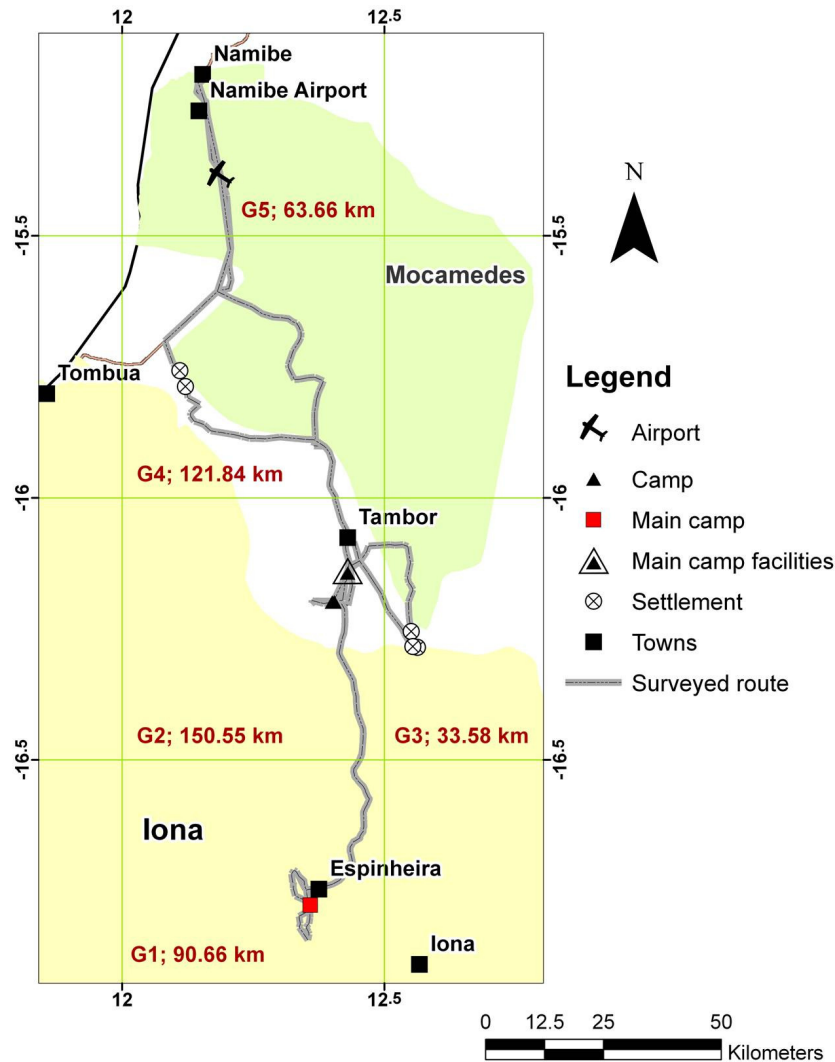 12
12.5
Namibe
Namibe Airport
G5; 63.66 km
-15.5
-15.5
Mocamedes
Tombua
G4; 121.84 km
-16
-16
Tambor
G2; 150.55 km
G3; 33.58 km
-16.5
-16.5
Iona
Espinheira
G1; 90.66 km
Iona
12
12.5
N
Legend
Airport
Camp
Main camp
Main camp facilities
Settlement
Towns
Surveyed route
0 12.5 25 50
Kilometers